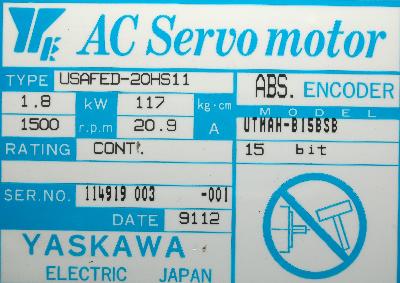 AC Servo motor
TYPE USAFED-20HS11
1.8 kW 117 kg·cm
1500 r.p.m 20.9 A
RATING CONT.
SER.NO. 114919 003 -001
DATE 9112
YASKAWA
ELECTRIC JAPAN
ABS. ENCODER
MODEL
UTMAH-B15BSB
15 bit